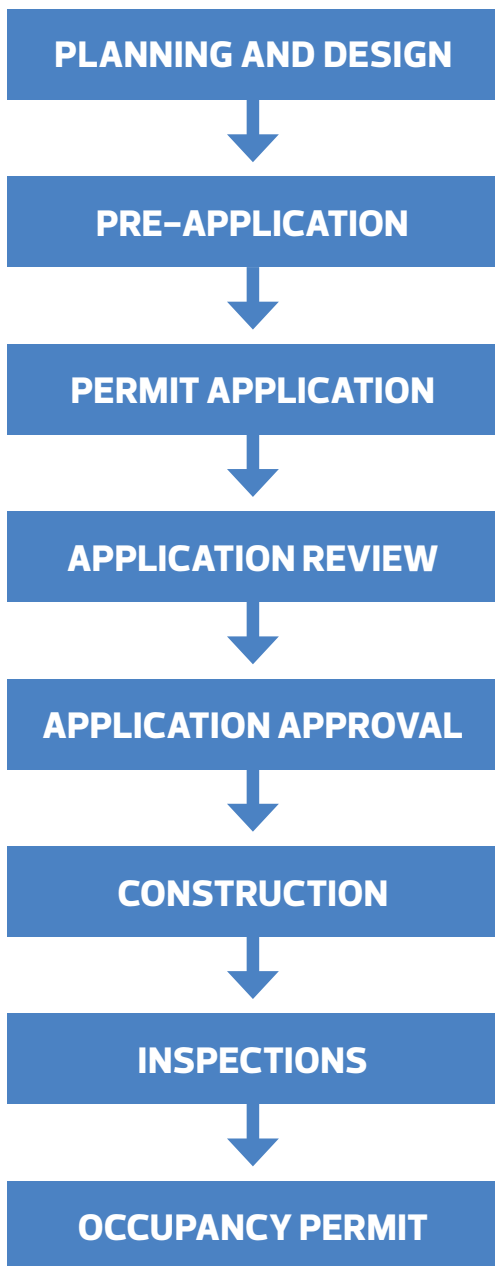 PLANNING AND DESIGN
PRE-APPLICATION
PERMIT APPLICATION
APPLICATION REVIEW
APPLICATION APPROVAL
CONSTRUCTION
INSPECTIONS
OCCUPANCY PERMIT